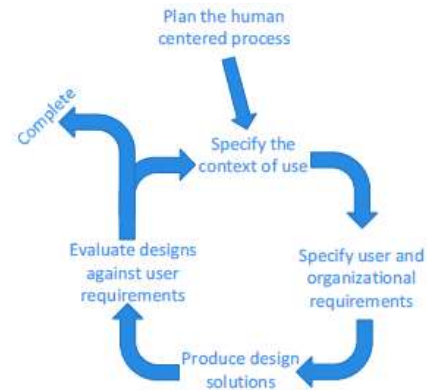 Plan the human
centered process
Complete
Specify the
context of use
Evaluate designs
against user
requirements
Specify user and
organizational
requirements
Produce design
solutions